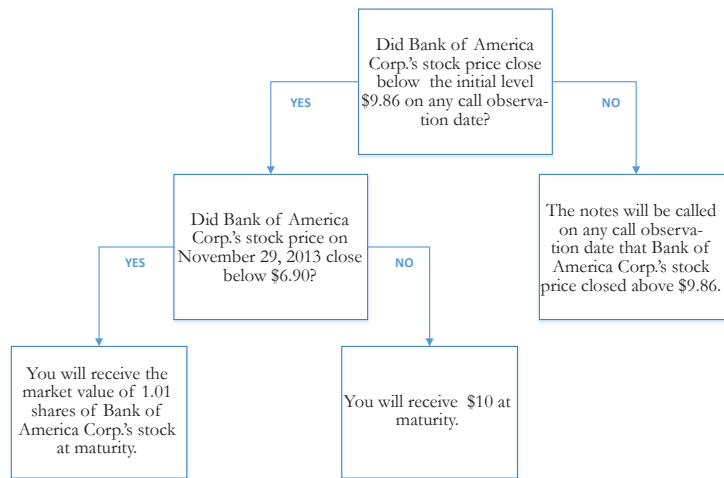 Did Bank of America
Corp.'s stock price close
below the initial level
$9.86 on any call observa-
tion date?
YES
NO
Did Bank of America
Corp.'s stock price on
November 29, 2013 close
below $6.90?
The notes will be called
on any call observa-
tion date that Bank of
America Corp.'s stock
price closed above $9.86.
YES
NO
You will receive the
market value of 1.01
shares of Bank of
America Corp.'s stock
at maturity.
You will receive $10 at
maturity.